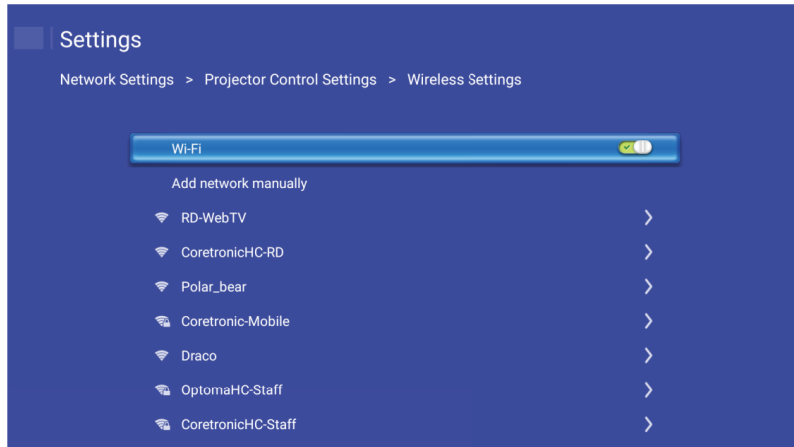 Settings
Network Settings > Projector Control Settings > Wireless Settings
Wi-Fi
Add network manually
RD-WebTV
CoretronicHC-RD
Polar_bear
Coretronic-Mobile
Draco
OptomaHC-Staff
CoretronicHC-Staff